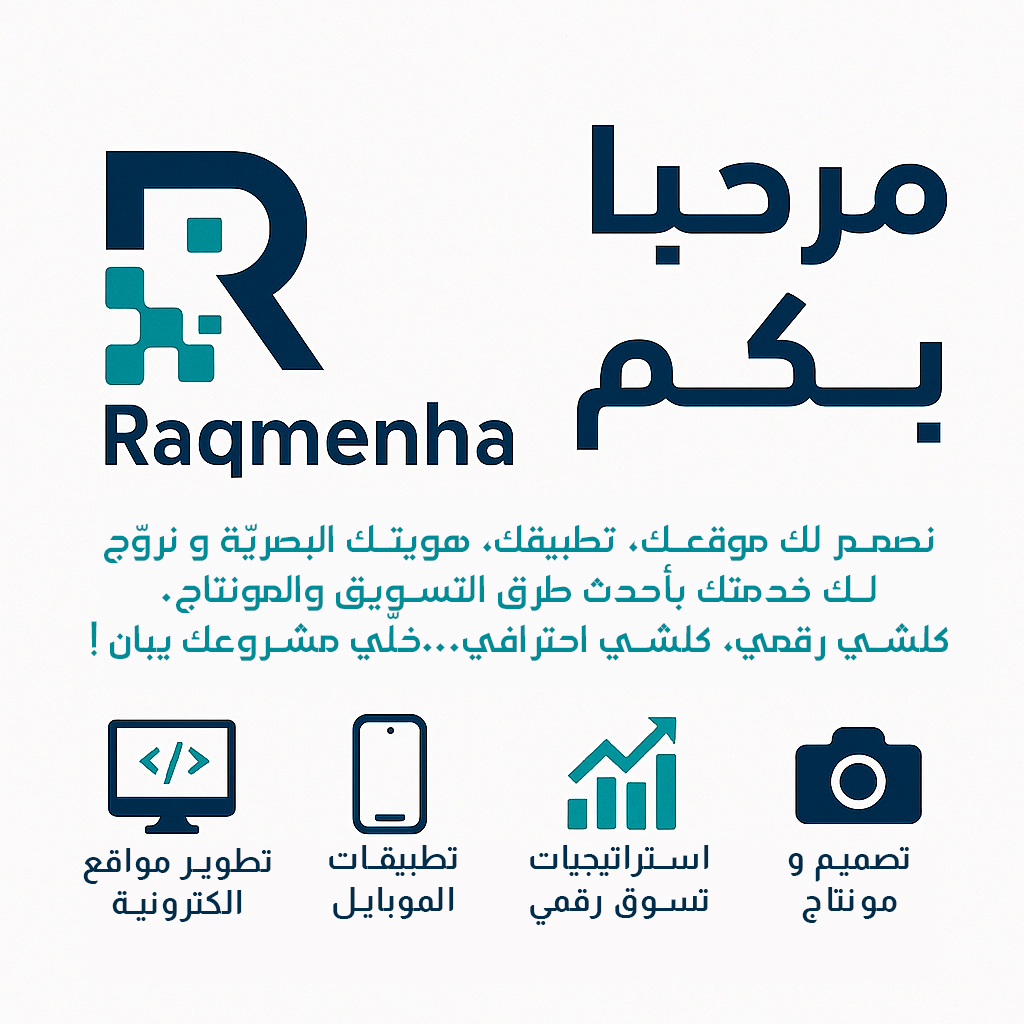 مرحبا
بكم
Raqmenha
نصمم لك موقعك، تطبيقك، هويتك البصريّة و نروّج
لك خدمتك بأحدث طرق التسويق والمونتاج.
كلشي رقمي، كلشي احترافي...خلّي مشروعك يبان !
</>
تصميم و
مونتاج
استراتيجيات
تسوق رقمي
تطبيقات
الموبايل
تطوير مواقع
الكترونية